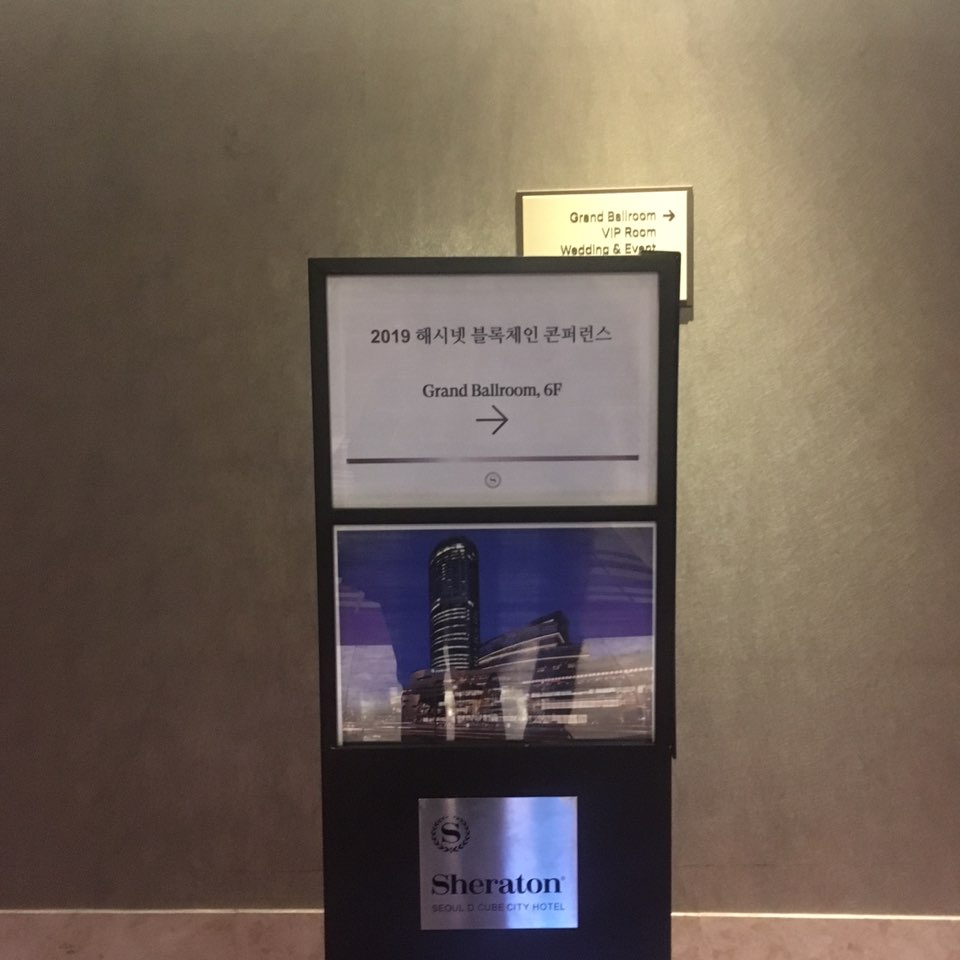 Grand Ballroom →
VIP Room
Wedding & Event
2019 해시넷 블록체인 콘퍼런스
Grand Ballroom, 6F
→
S
S
Sheraton®
SEOUL D CUBE CITY HOTEL